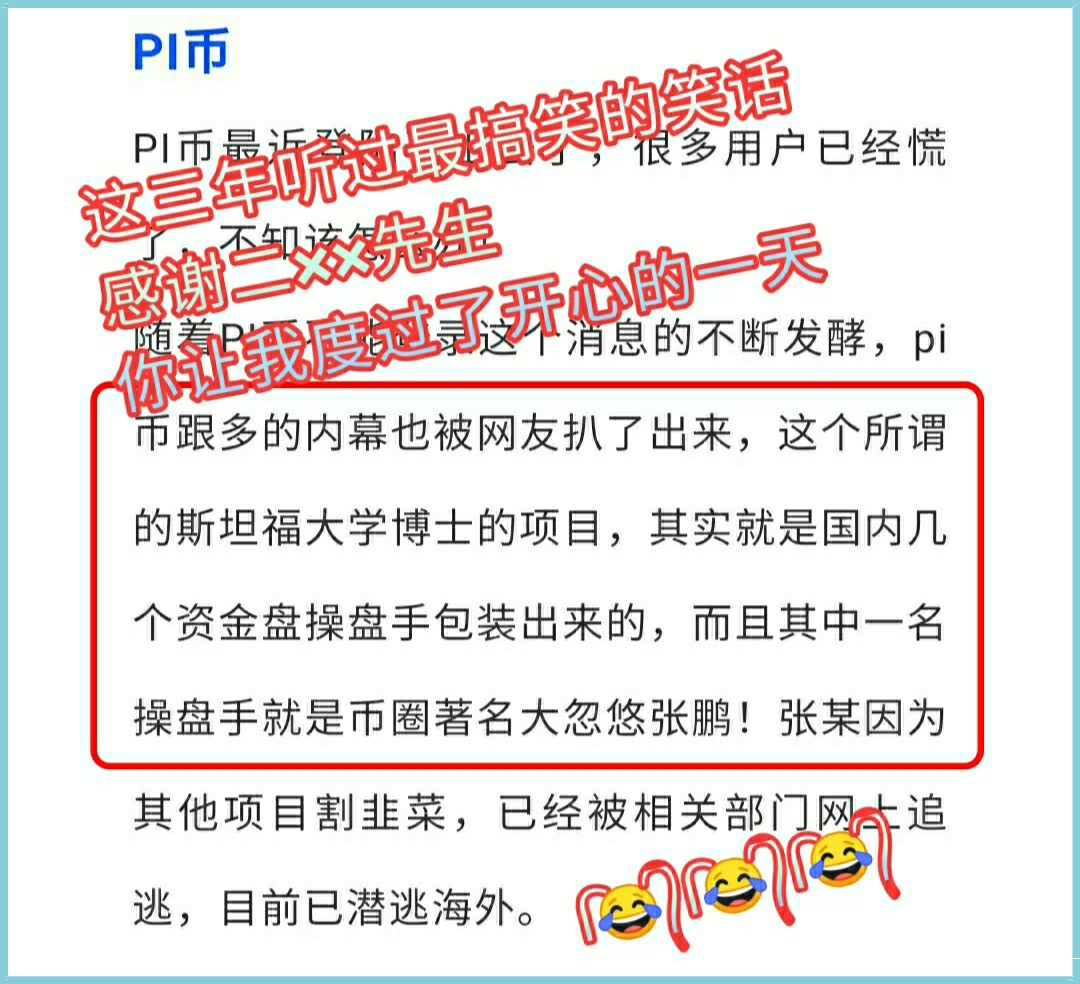 PI币
PI币最近登
很多用户已经慌
了，不知该怎
这三年听过最搞笑的笑话
感谢二××先生
你让我度过了开心的一天
随着P
录这个消息的不断发酵，pi
币跟多的内幕也被网友扒了出来，这个所谓
的斯坦福大学博士的项目，其实就是国内几
个资金盘操盘手包装出来的，而且其中一名
操盘手就是币圈著名大忽悠张鹏！张某因为
其他项目割韭菜，已经被相关部门网上追
逃，目前已潜逃海外。